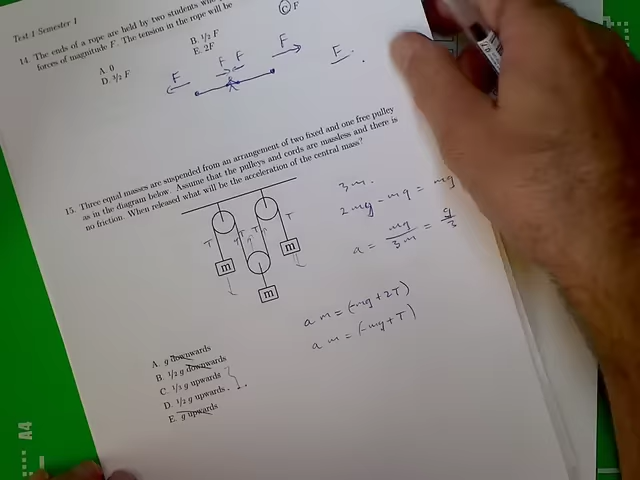 Test 1 Semester 1
14. The ends of a rope are held by two students who
forces of magnitude F. The tension in the rope will be
A. 0
B. 1/2 F
C F
D. 3/2 F
E. 2F
F
F F
F
F.
15. Three equal masses are suspended from an arrangement of two fixed and one free pulley
as in the diagram below. Assume that the pulleys and cords are massless and there is
no friction. When released what will be the acceleration of the central mass?
T T T T T
m m
m
3m.
2mg - mg = mg
a = mg/3m = g/3
a m = (-mg + 2T)
a m = (-mg + T)
A. g downwards
B. 1/2 g downwards
C. 1/3 g upwards
D. 1/2 g upwards
E. g upwards
A4